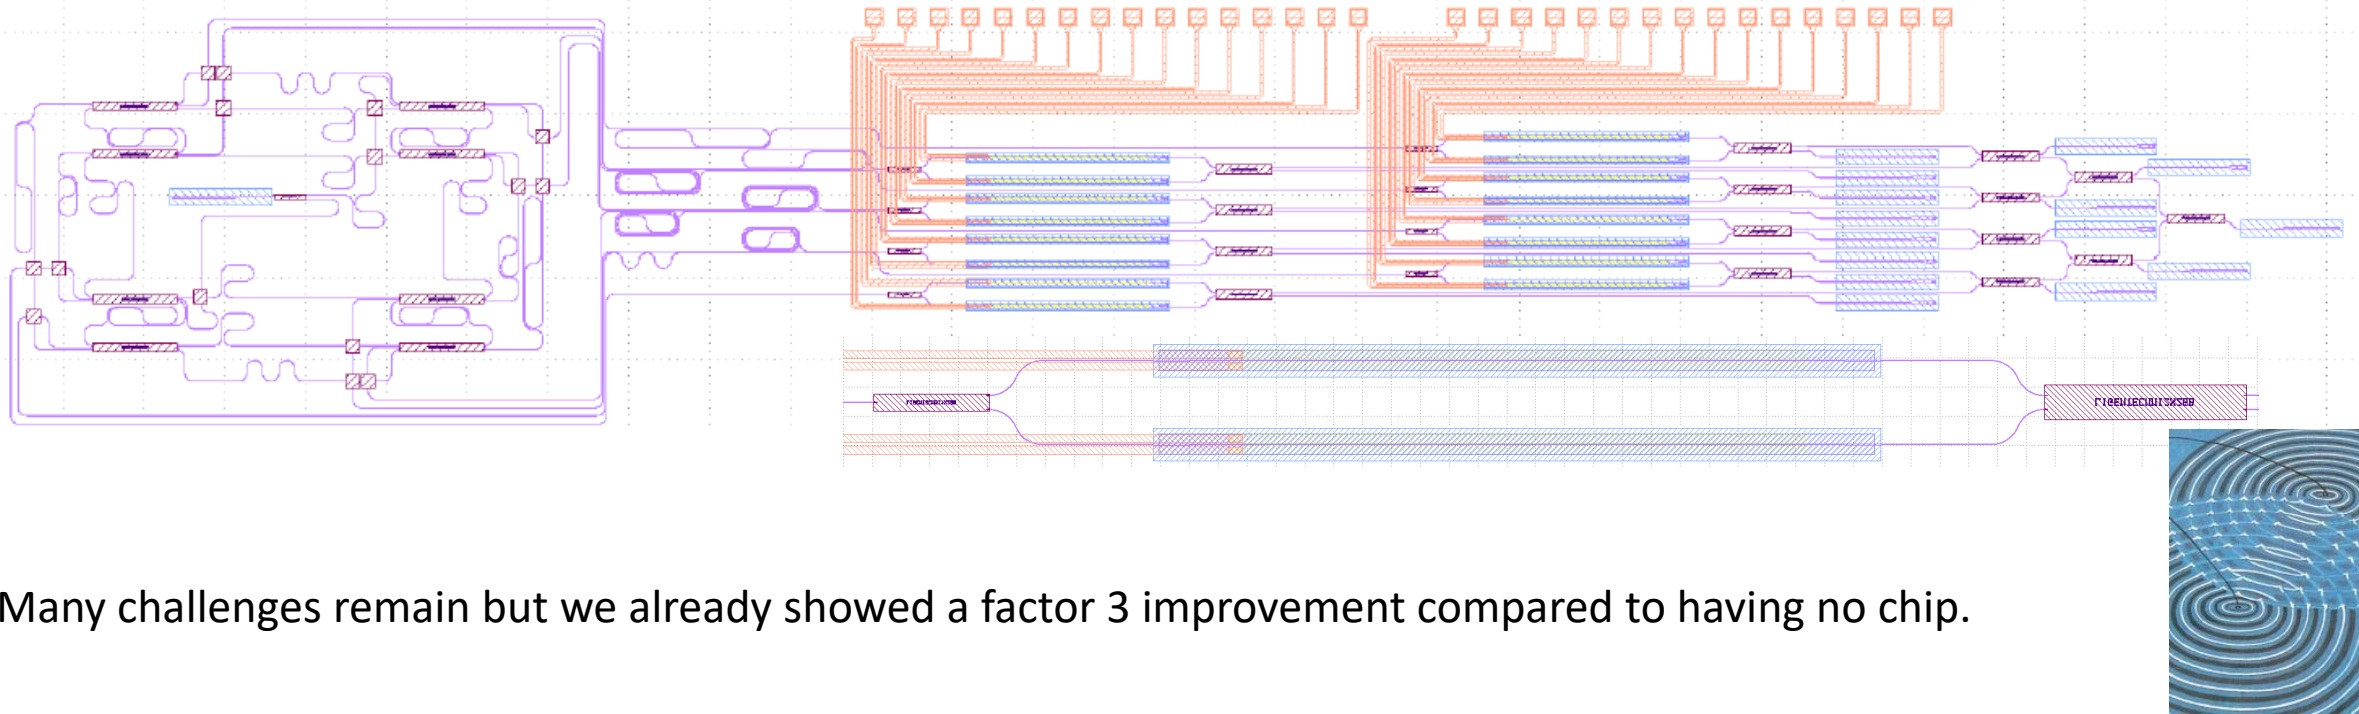 Many challenges remain but we already showed a factor 3 improvement compared to having no chip.